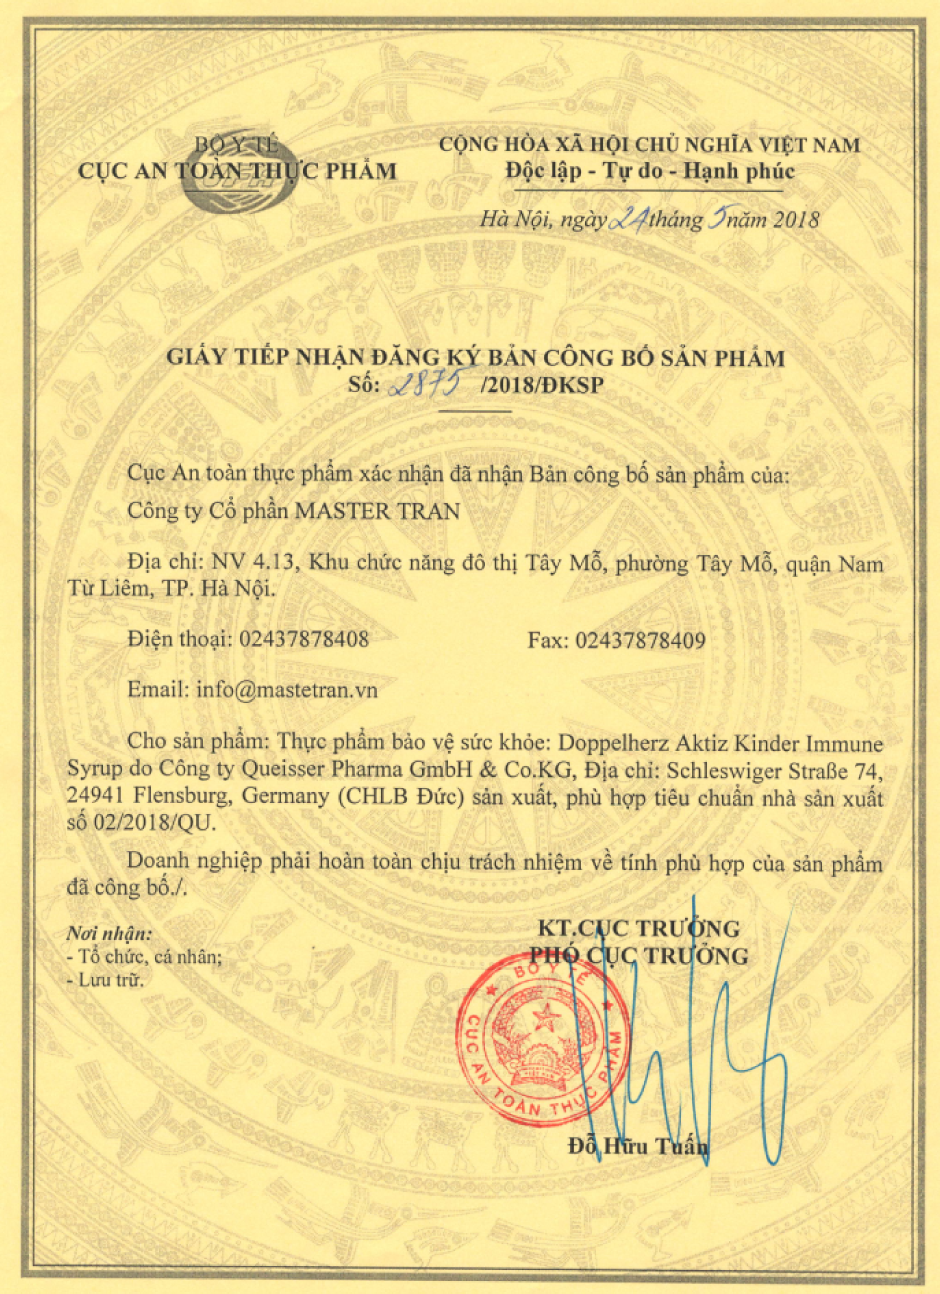 BỘ Y TẾ
CỤC AN TOÀN THỰC PHẨM
CỘNG HÒA XÃ HỘI CHỦ NGHĨA VIỆT NAM
Độc lập - Tự do - Hạnh phúc
Hà Nội, ngày 24 tháng 5 năm 2018
GIẤY TIẾP NHẬN ĐĂNG KÝ BẢN CÔNG BỐ SẢN PHẨM
Số: 2875 /2018/ĐKSP
Cục An toàn thực phẩm xác nhận đã nhận Bản công bố sản phẩm của:
Công ty Cổ phần MASTER TRAN
Địa chỉ: NV 4.13, Khu chức năng đô thị Tây Mỗ, phường Tây Mỗ, quận Nam
Từ Liêm, TP. Hà Nội.
Điện thoại: 02437878408 Fax: 02437878409
Email: info@mastetran.vn
Cho sản phẩm: Thực phẩm bảo vệ sức khỏe: Doppelherz Aktiz Kinder Immune
Syrup do Công ty Queisser Pharma GmbH & Co.KG, Địa chỉ: Schleswiger Straße 74,
24941 Flensburg, Germany (CHLB Đức) sản xuất, phù hợp tiêu chuẩn nhà sản xuất
số 02/2018/QU.
Doanh nghiệp phải hoàn toàn chịu trách nhiệm về tính phù hợp của sản phẩm
đã công bố./.
Nơi nhận:
- Tổ chức, cá nhân;
- Lưu trữ.
KT.CỤC TRƯỞNG
PHÓ CỤC TRƯỞNG
BỘ Y TẾ
CỤC AN TOÀN THỰC PHẨM
Đỗ Hữu Tuấn